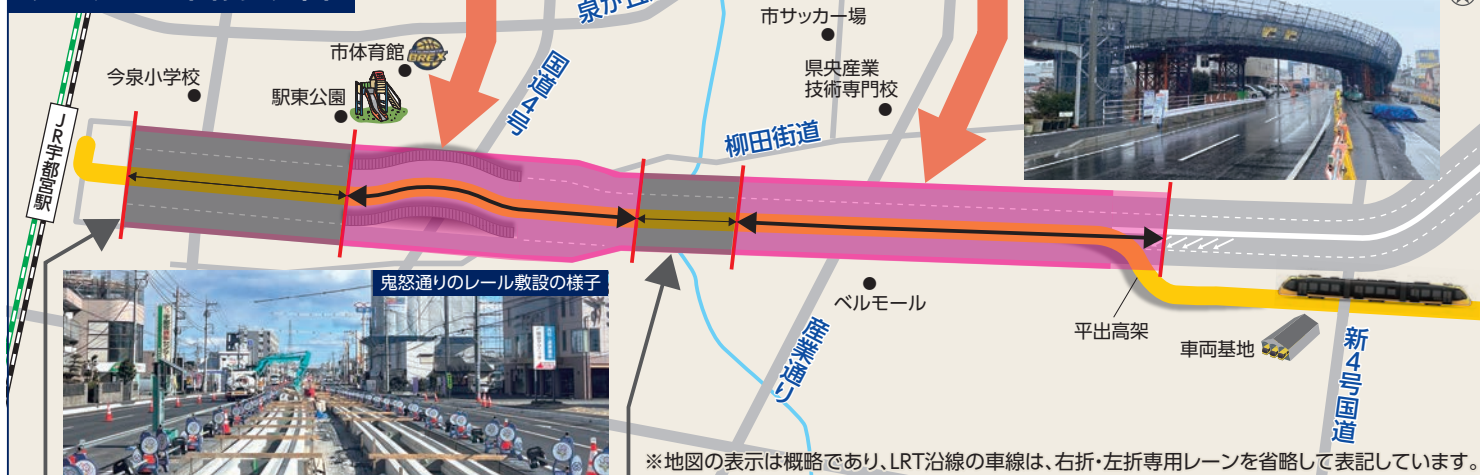 泉が丘
市サッカー場
市体育館
BREX
今泉小学校
国道4号
県央産業
技術専門校
駅東公園
JR宇都宮駅
柳田街道
鬼怒通りのレール敷設の様子
ベルモール
平出高架
車両基地
産業通り
新4号国道
※地図の表示は概略であり、LRT沿線の車線は、右折・左折専用レーンを省略して表記しています。